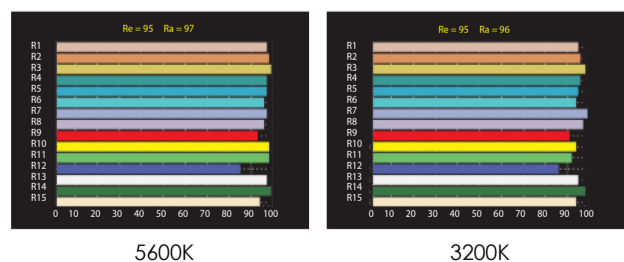 Re = 95 Ra = 97
R1
R2
R3
R4
R5
R6
R7
R8
R9
R10
R11
R12
R13
R14
R15
0 10 20 30 40 50 60 70 80 90 100
5600K
Re = 95 Ra = 96
R1
R2
R3
R4
R5
R6
R7
R8
R9
R10
R11
R12
R13
R14
R15
0 10 20 30 40 50 60 70 80 90 100
3200K